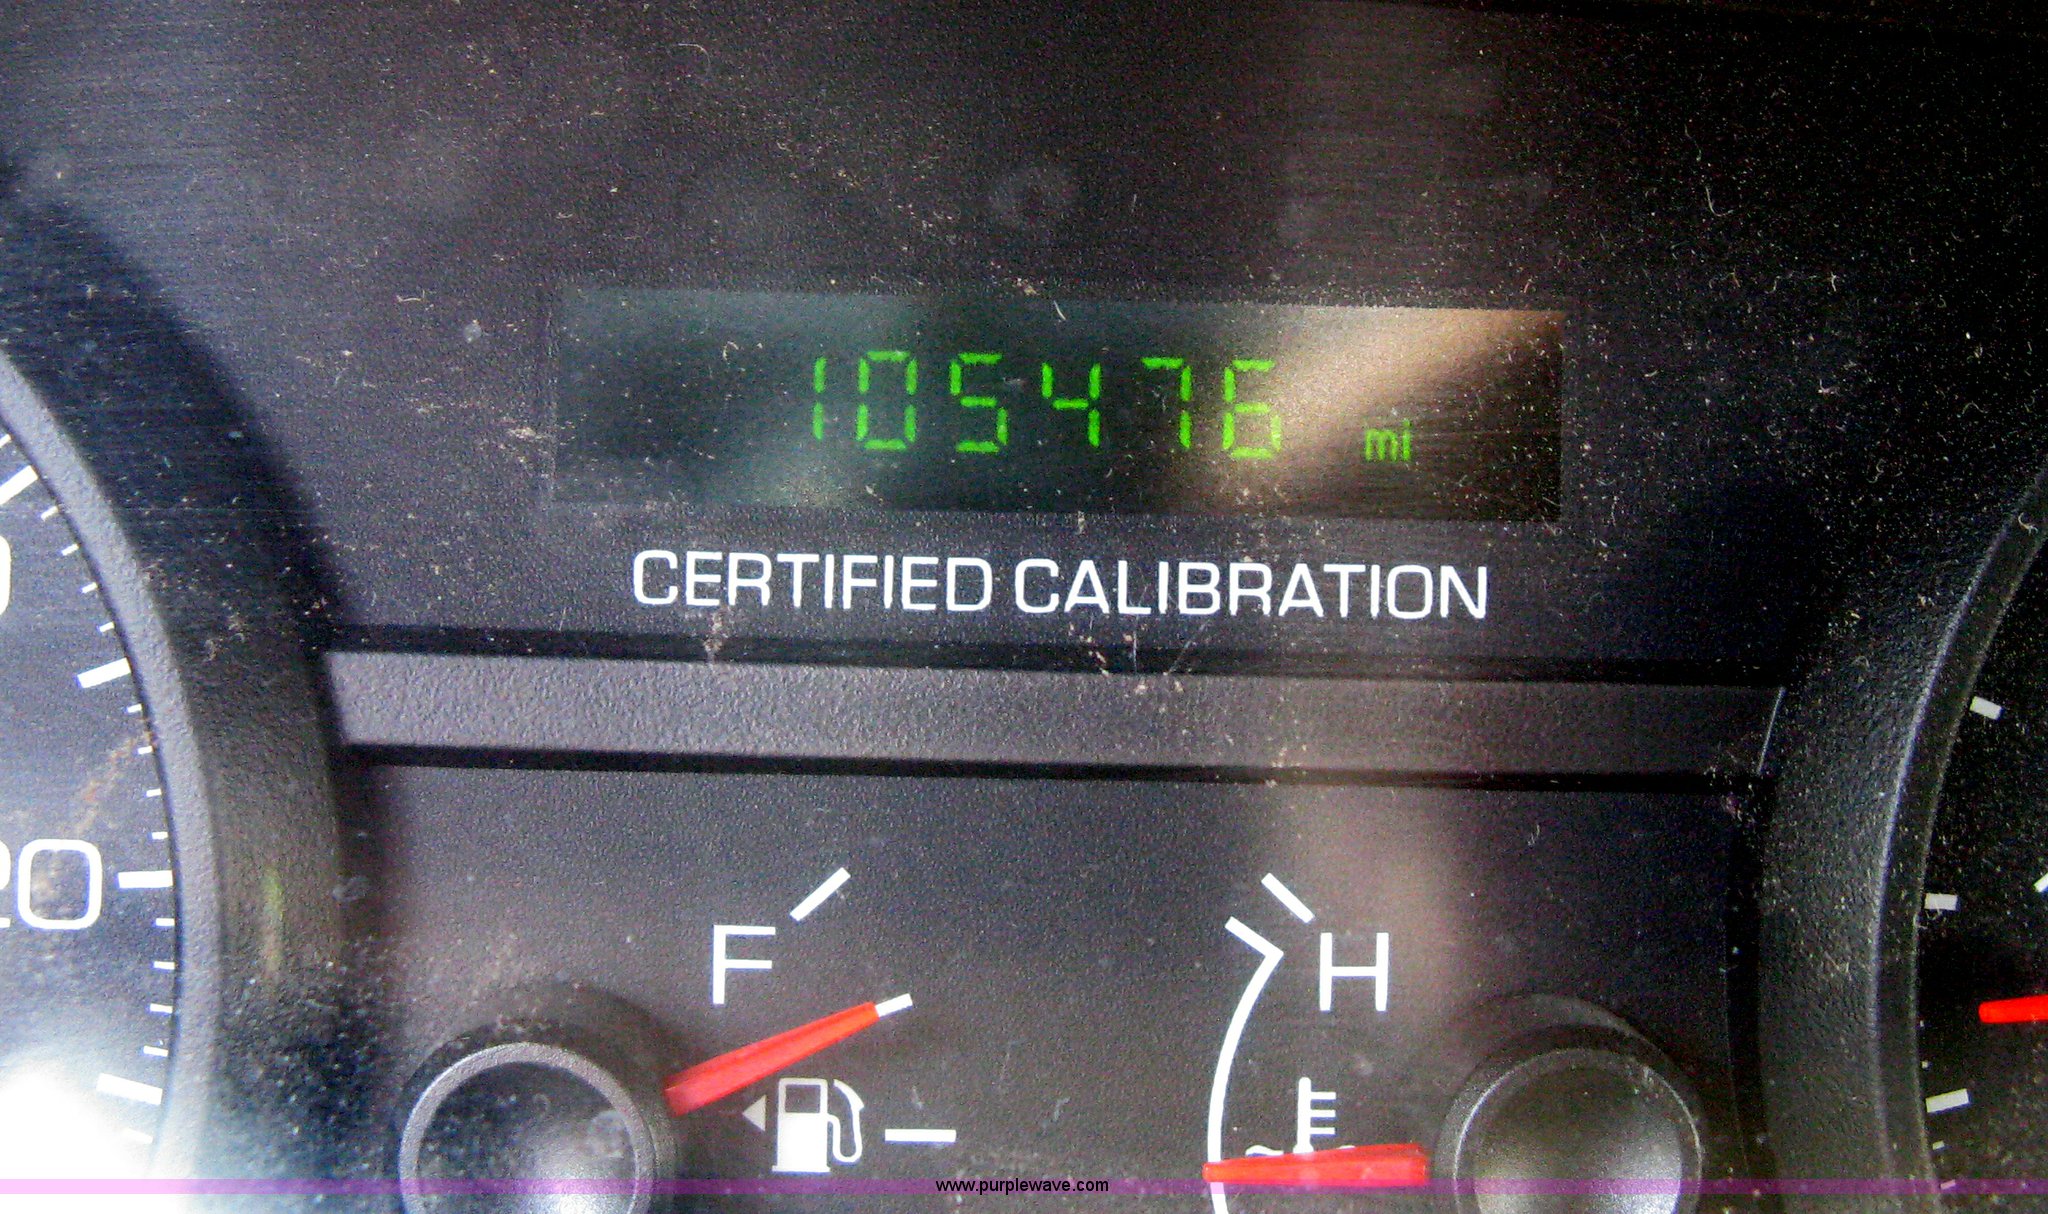 105476 mi
CERTIFIED CALIBRATION
20
F
H
www.purplewave.com